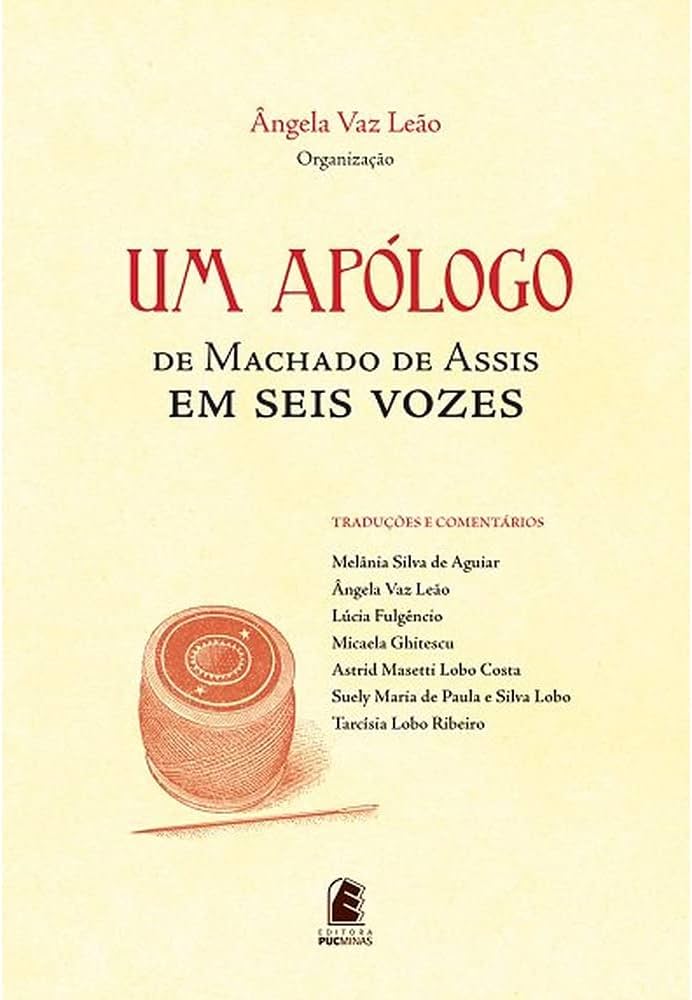 Ângela Vaz Leão
Organização
UM APÓLOGO
DE MACHADO DE ASSIS
EM SEIS VOZES
TRADUÇÕES E COMENTÁRIOS
Melânia Silva de Aguiar
Ângela Vaz Leão
Lúcia Fulgêncio
Micaela Ghitescu
Astrid Masetti Lobo Costa
Suely Maria de Paula e Silva Lobo
Tarcísia Lobo Ribeiro
EDITORA
PUCMINAS